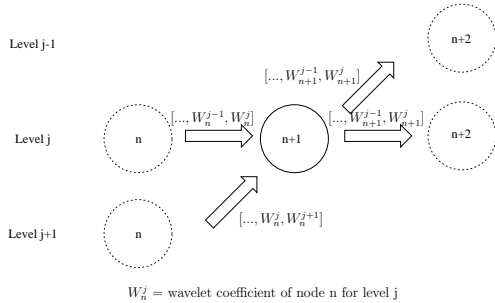 Level j-1
n+2
[..., W_{n+1}^{j-1}, W_{n+1}^{j}]
[..., W_n^{j-1}, W_n^j]
[..., W_{n+1}^{j-1}, W_{n+1}^{j}]
Level j
n
n+1
n+2
[..., W_n^j, W_n^{j+1}]
Level j+1
n
W_n^j = wavelet coefficient of node n for level j